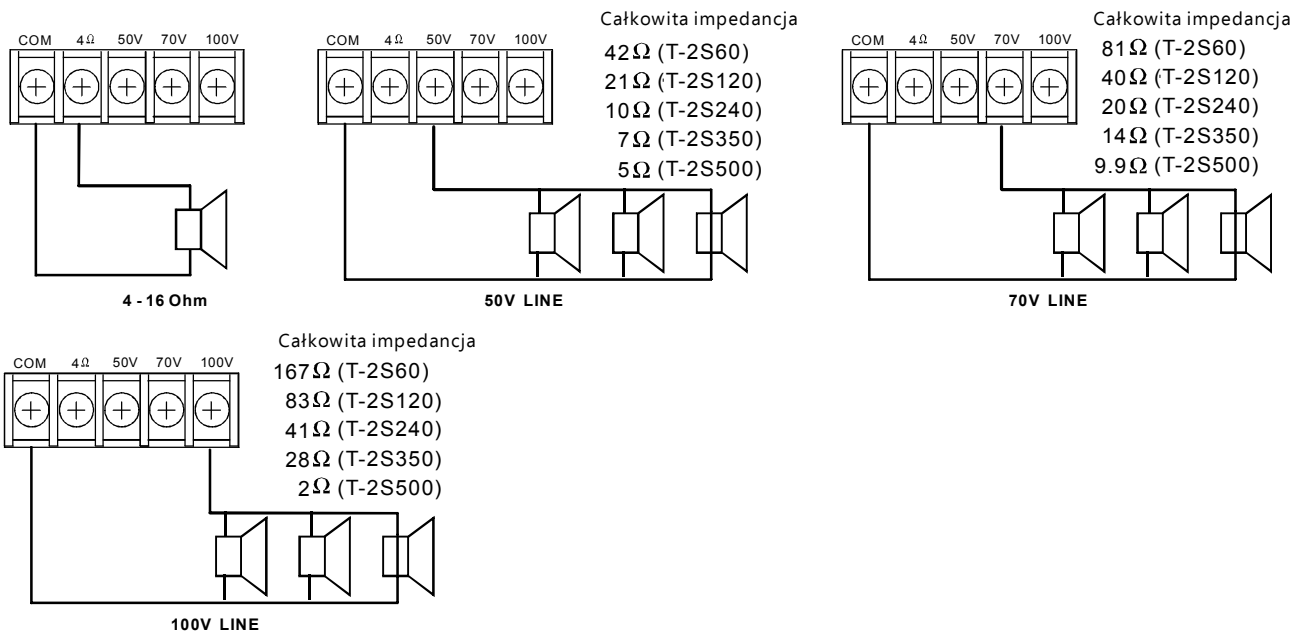 COM 4Ω 50V 70V 100V
4 - 16 Ohm
Całkowita impedancja
COM 4Ω 50V 70V 100V
42Ω (T-2S60)
21Ω (T-2S120)
10Ω (T-2S240)
7Ω (T-2S350)
5Ω (T-2S500)
50V LINE
Całkowita impedancja
COM 4Ω 50V 70V 100V
81Ω (T-2S60)
40Ω (T-2S120)
20Ω (T-2S240)
14Ω (T-2S350)
9.9Ω (T-2S500)
70V LINE
Całkowita impedancja
COM 4Ω 50V 70V 100V
167Ω (T-2S60)
83Ω (T-2S120)
41Ω (T-2S240)
28Ω (T-2S350)
2Ω (T-2S500)
100V LINE